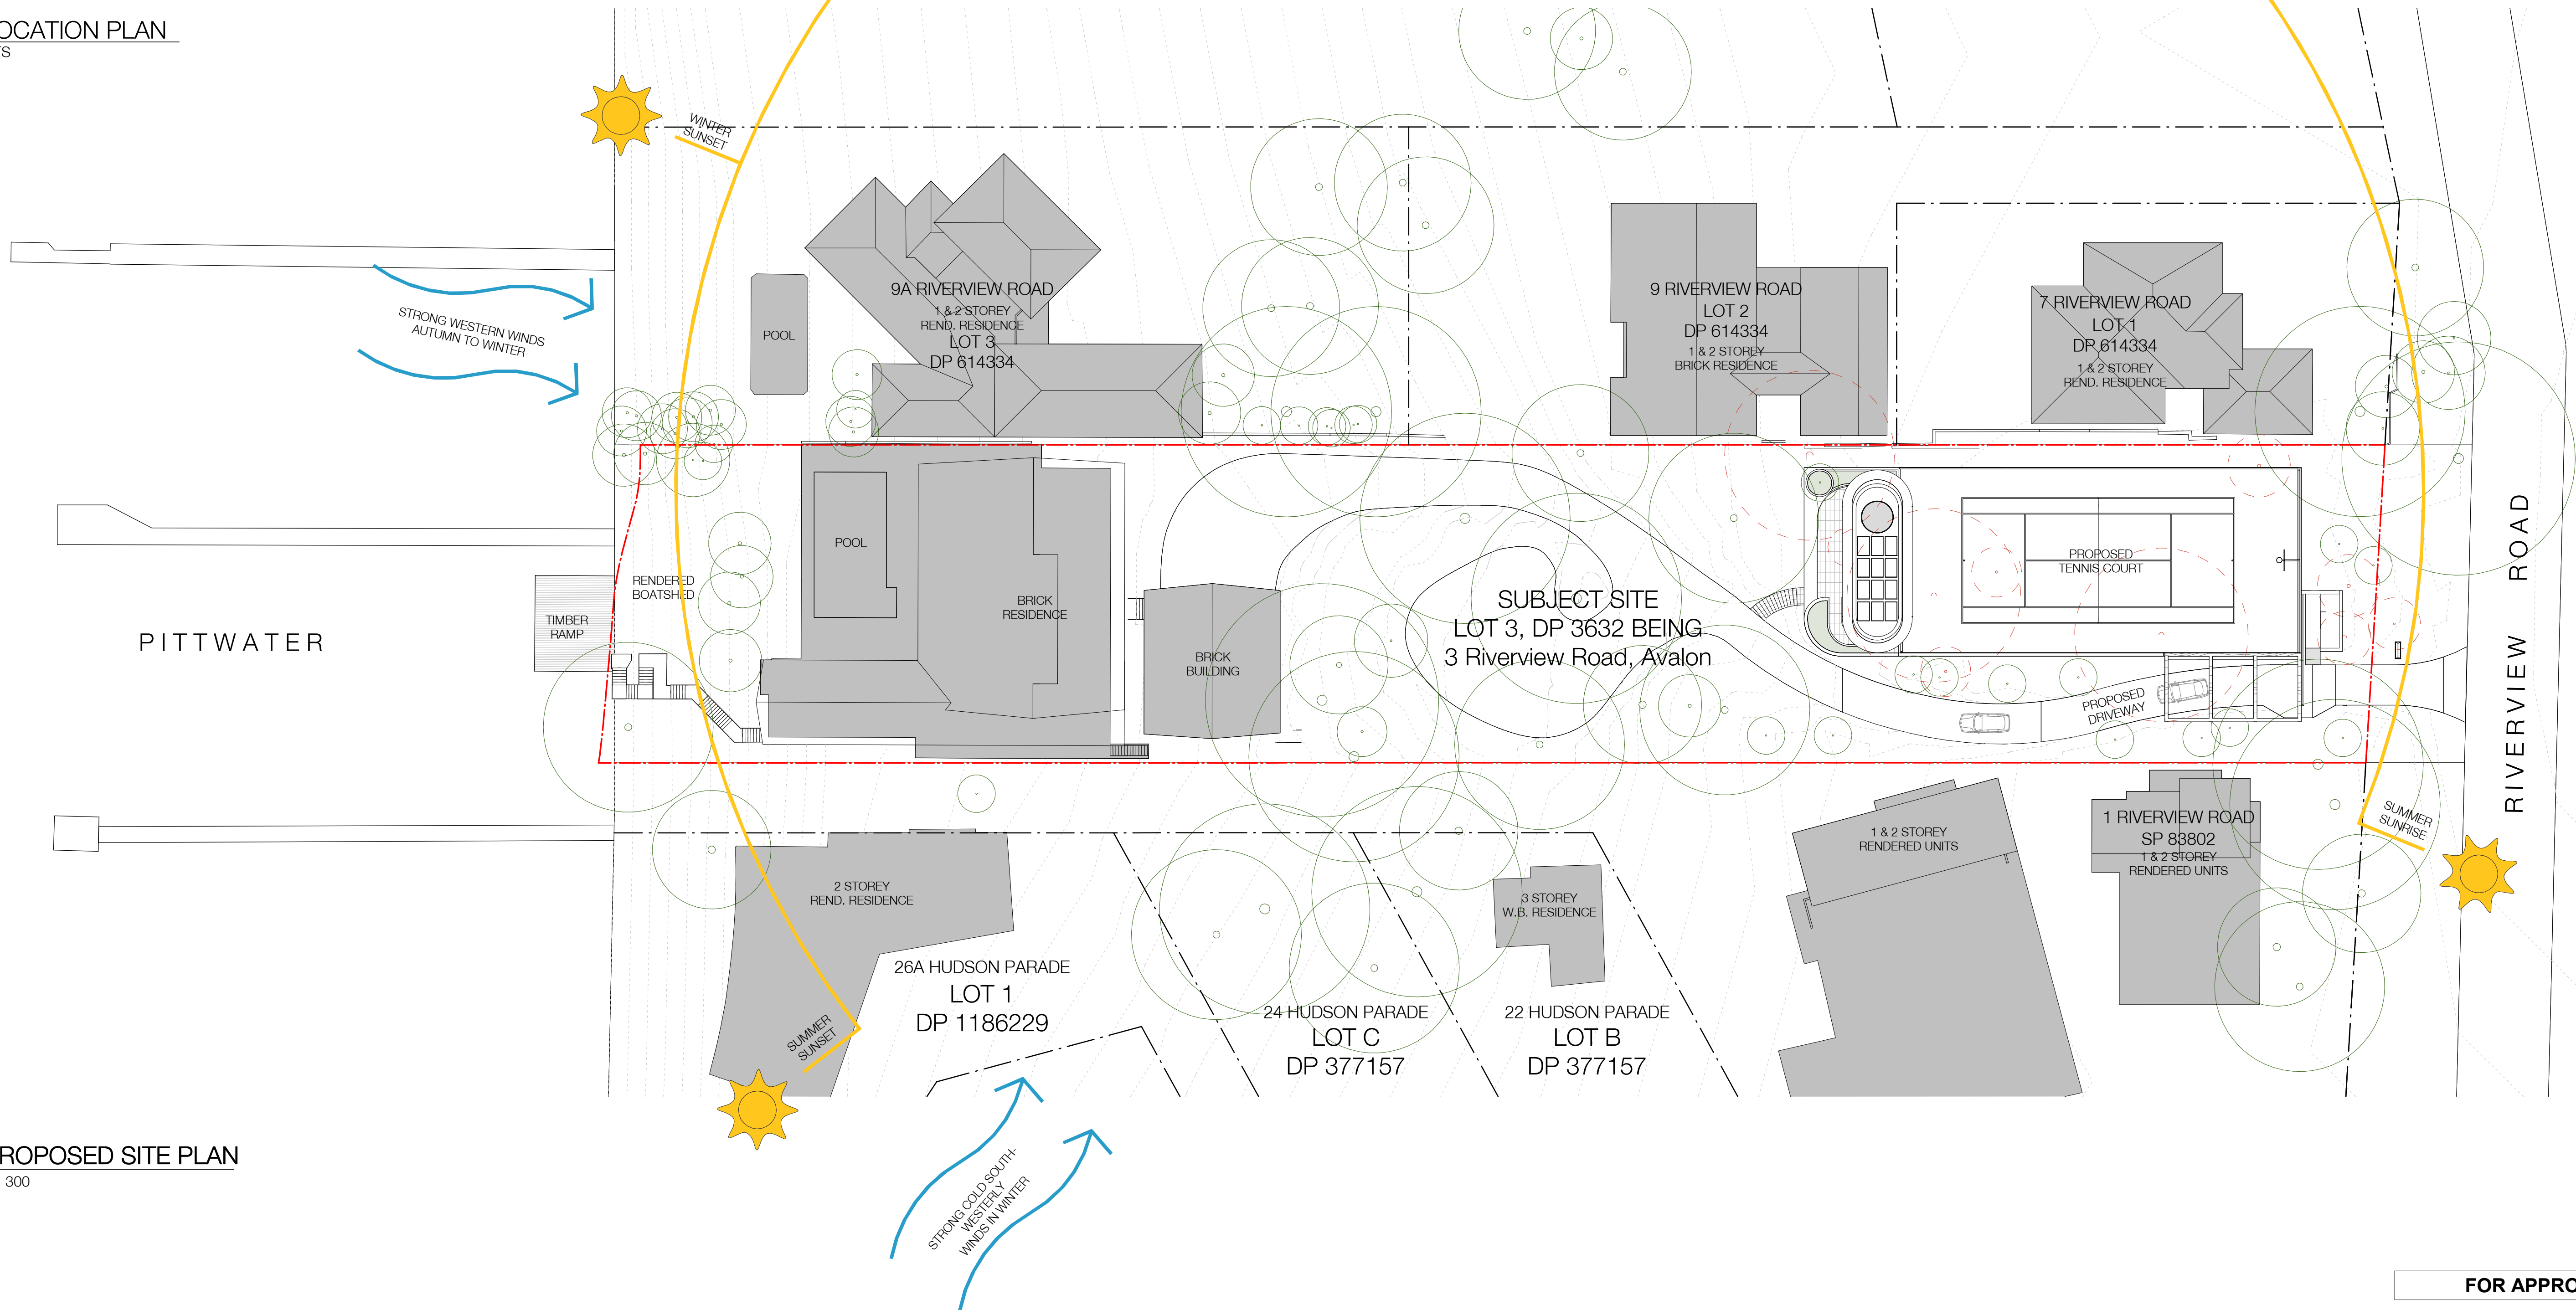 OCATION PLAN
TS
WINTER
SUNSET
STRONG WESTERN WINDS
AUTUMN TO WINTER
POOL
9A RIVERVIEW ROAD
1 & 2 STOREY
REND. RESIDENCE
LOT 3
DP 614334
9 RIVERVIEW ROAD
LOT 2
DP 614334
1 & 2 STOREY
BRICK RESIDENCE
7 RIVERVIEW ROAD
LOT 1
DP 614334
1 & 2 STOREY
REND. RESIDENCE
PITTWATER
TIMBER
RAMP
RENDERED
BOATSHED
POOL
BRICK
RESIDENCE
BRICK
BUILDING
SUBJECT SITE
LOT 3, DP 3632 BEING
3 Riverview Road, Avalon
PROPOSED
TENNIS COURT
PROPOSED
DRIVEWAY
RIVERVIEW ROAD
SUMMER
SUNRISE
2 STOREY
REND. RESIDENCE
26A HUDSON PARADE
LOT 1
DP 1186229
SUMMER
SUNSET
24 HUDSON PARADE
LOT C
DP 377157
3 STOREY
W.B. RESIDENCE
22 HUDSON PARADE
LOT B
DP 377157
1 & 2 STOREY
RENDERED UNITS
1 RIVERVIEW ROAD
SP 83802
1 & 2 STOREY
RENDERED UNITS
STRONG COLD SOUTH-
WESTERLY
WINDS IN WINTER
ROPOSED SITE PLAN
300
FOR APPRO